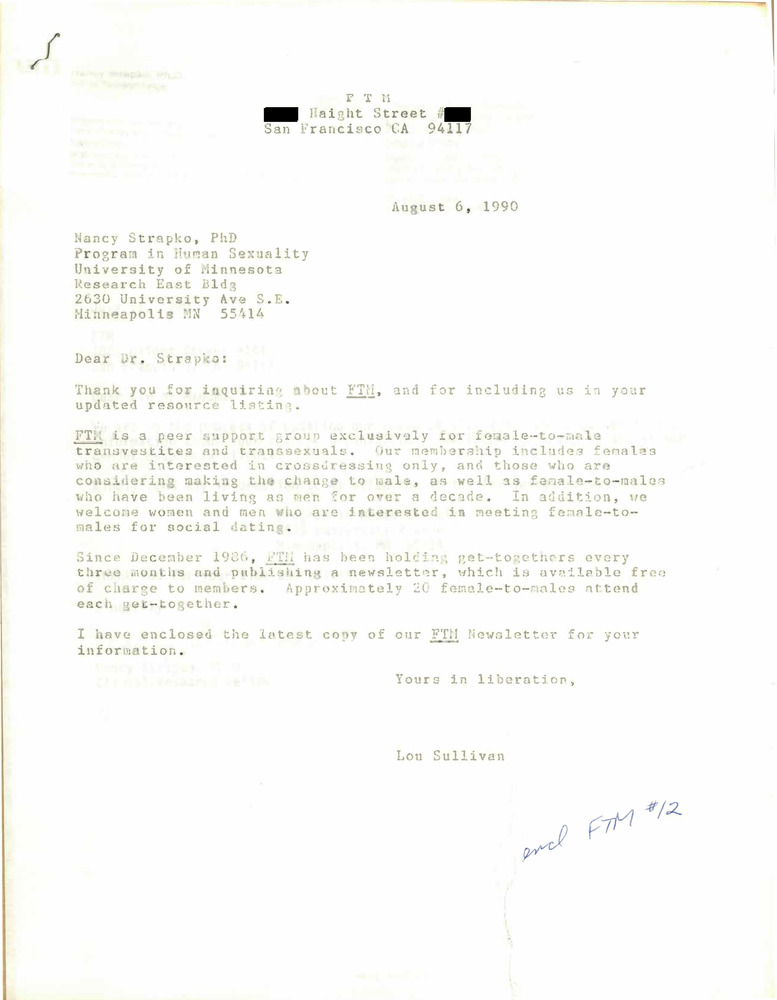 F T M
Haight Street #
San Francisco CA 94117
August 6, 1990
Nancy Strapko, PhD
Program in Human Sexuality
University of Minnesota
Research East Bldg
2630 University Ave S.E.
Minneapolis MN 55414
Dear Dr. Strapko:
Thank you for inquiring about FTM, and for including us in your
updated resource listing.
FTM is a peer support group exclusively for female-to-male
transvestites and transsexuals. Our membership includes females
who are interested in crossdressing only, and those who are
considering making the change to male, as well as female-to-males
who have been living as men for over a decade. In addition, we
welcome women and men who are interested in meeting female-to-
males for social dating.
Since December 1986, FTM has been holding get-togethers every
three months and publishing a newsletter, which is available free
of charge to members. Approximately 20 female-to-males attend
each get-together.
I have enclosed the latest copy of our FTM Newsletter for your
information.
Yours in liberation,
Lou Sullivan
encl FTM #12